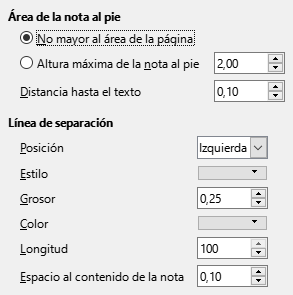 Área de la nota al pie
No mayor al área de la página
Altura máxima de la nota al pie 2,00
Distancia hasta el texto 0,10
Línea de separación
Posición Izquierda
Estilo
Grosor 0,25
Color
Longitud 100
Espacio al contenido de la nota 0,10